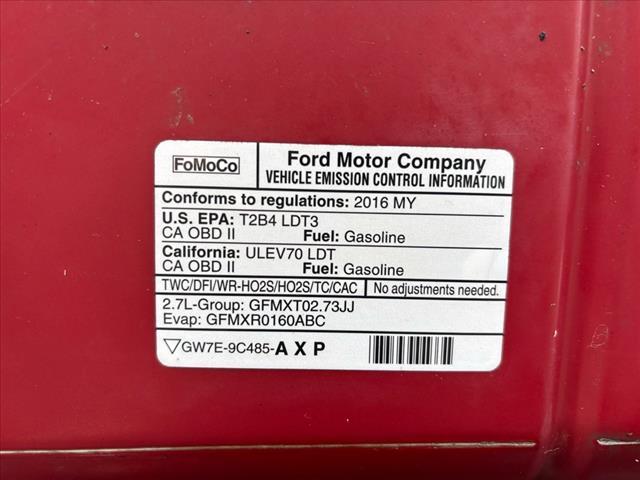 FoMoCo
Ford Motor Company
VEHICLE EMISSION CONTROL INFORMATION
Conforms to regulations: 2016 MY
U.S. EPA: T2B4 LDT3
CA OBD II Fuel: Gasoline
California: ULEV70 LDT
CA OBD II Fuel: Gasoline
TWC/DFI/WR-HO2S/HO2S/TC/CAC No adjustments needed.
2.7L-Group: GFMXT02.73JJ
Evap: GFMXR0160ABC
GW7E-9C485-A X P